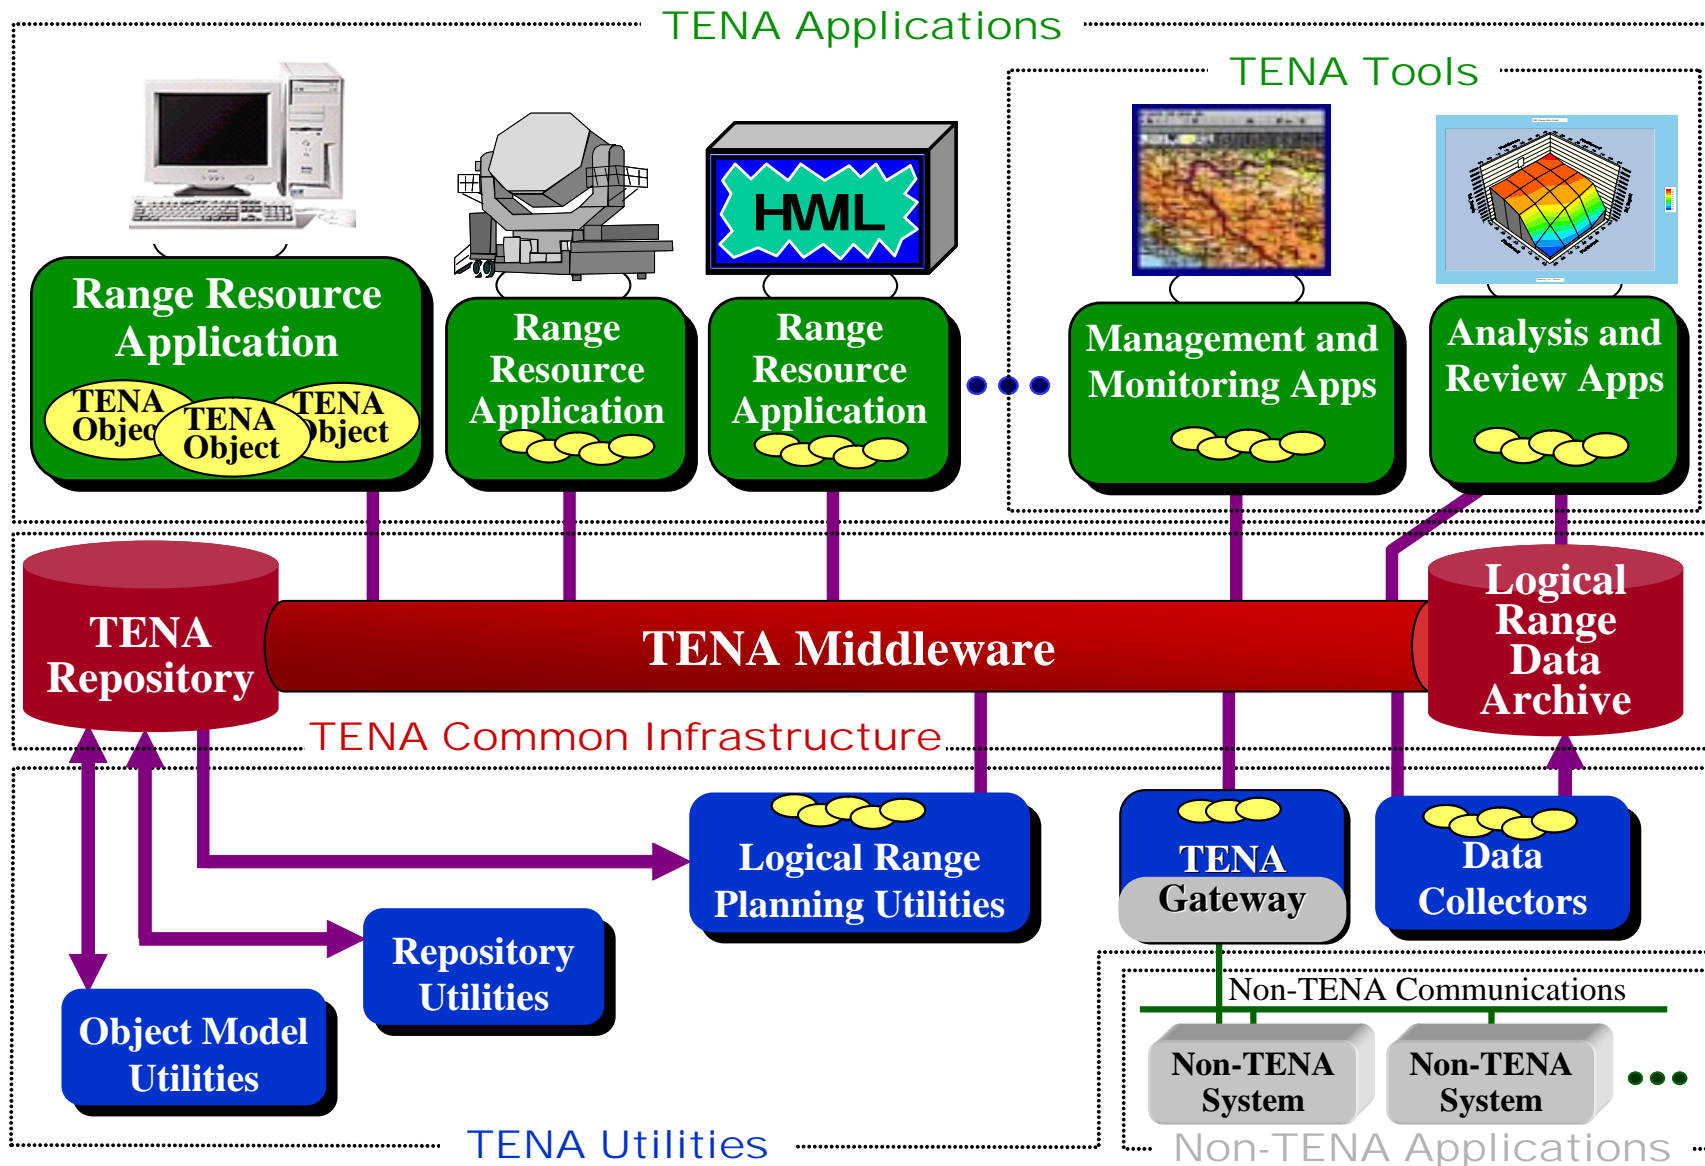 TENA Applications
TENA Tools
HWIL
Range Resource
Application
TENA
Object
TENA
Object
TENA
Object
Range
Resource
Application
Range
Resource
Application
Management and
Monitoring Apps
Analysis and
Review Apps
TENA
Repository
TENA Middleware
Logical
Range
Data
Archive
TENA Common Infrastructure
Logical Range
Planning Utilities
TENA
Gateway
Data
Collectors
Repository
Utilities
Object Model
Utilities
Non-TENA Communications
Non-TENA
System
Non-TENA
System
TENA Utilities
Non-TENA Applications